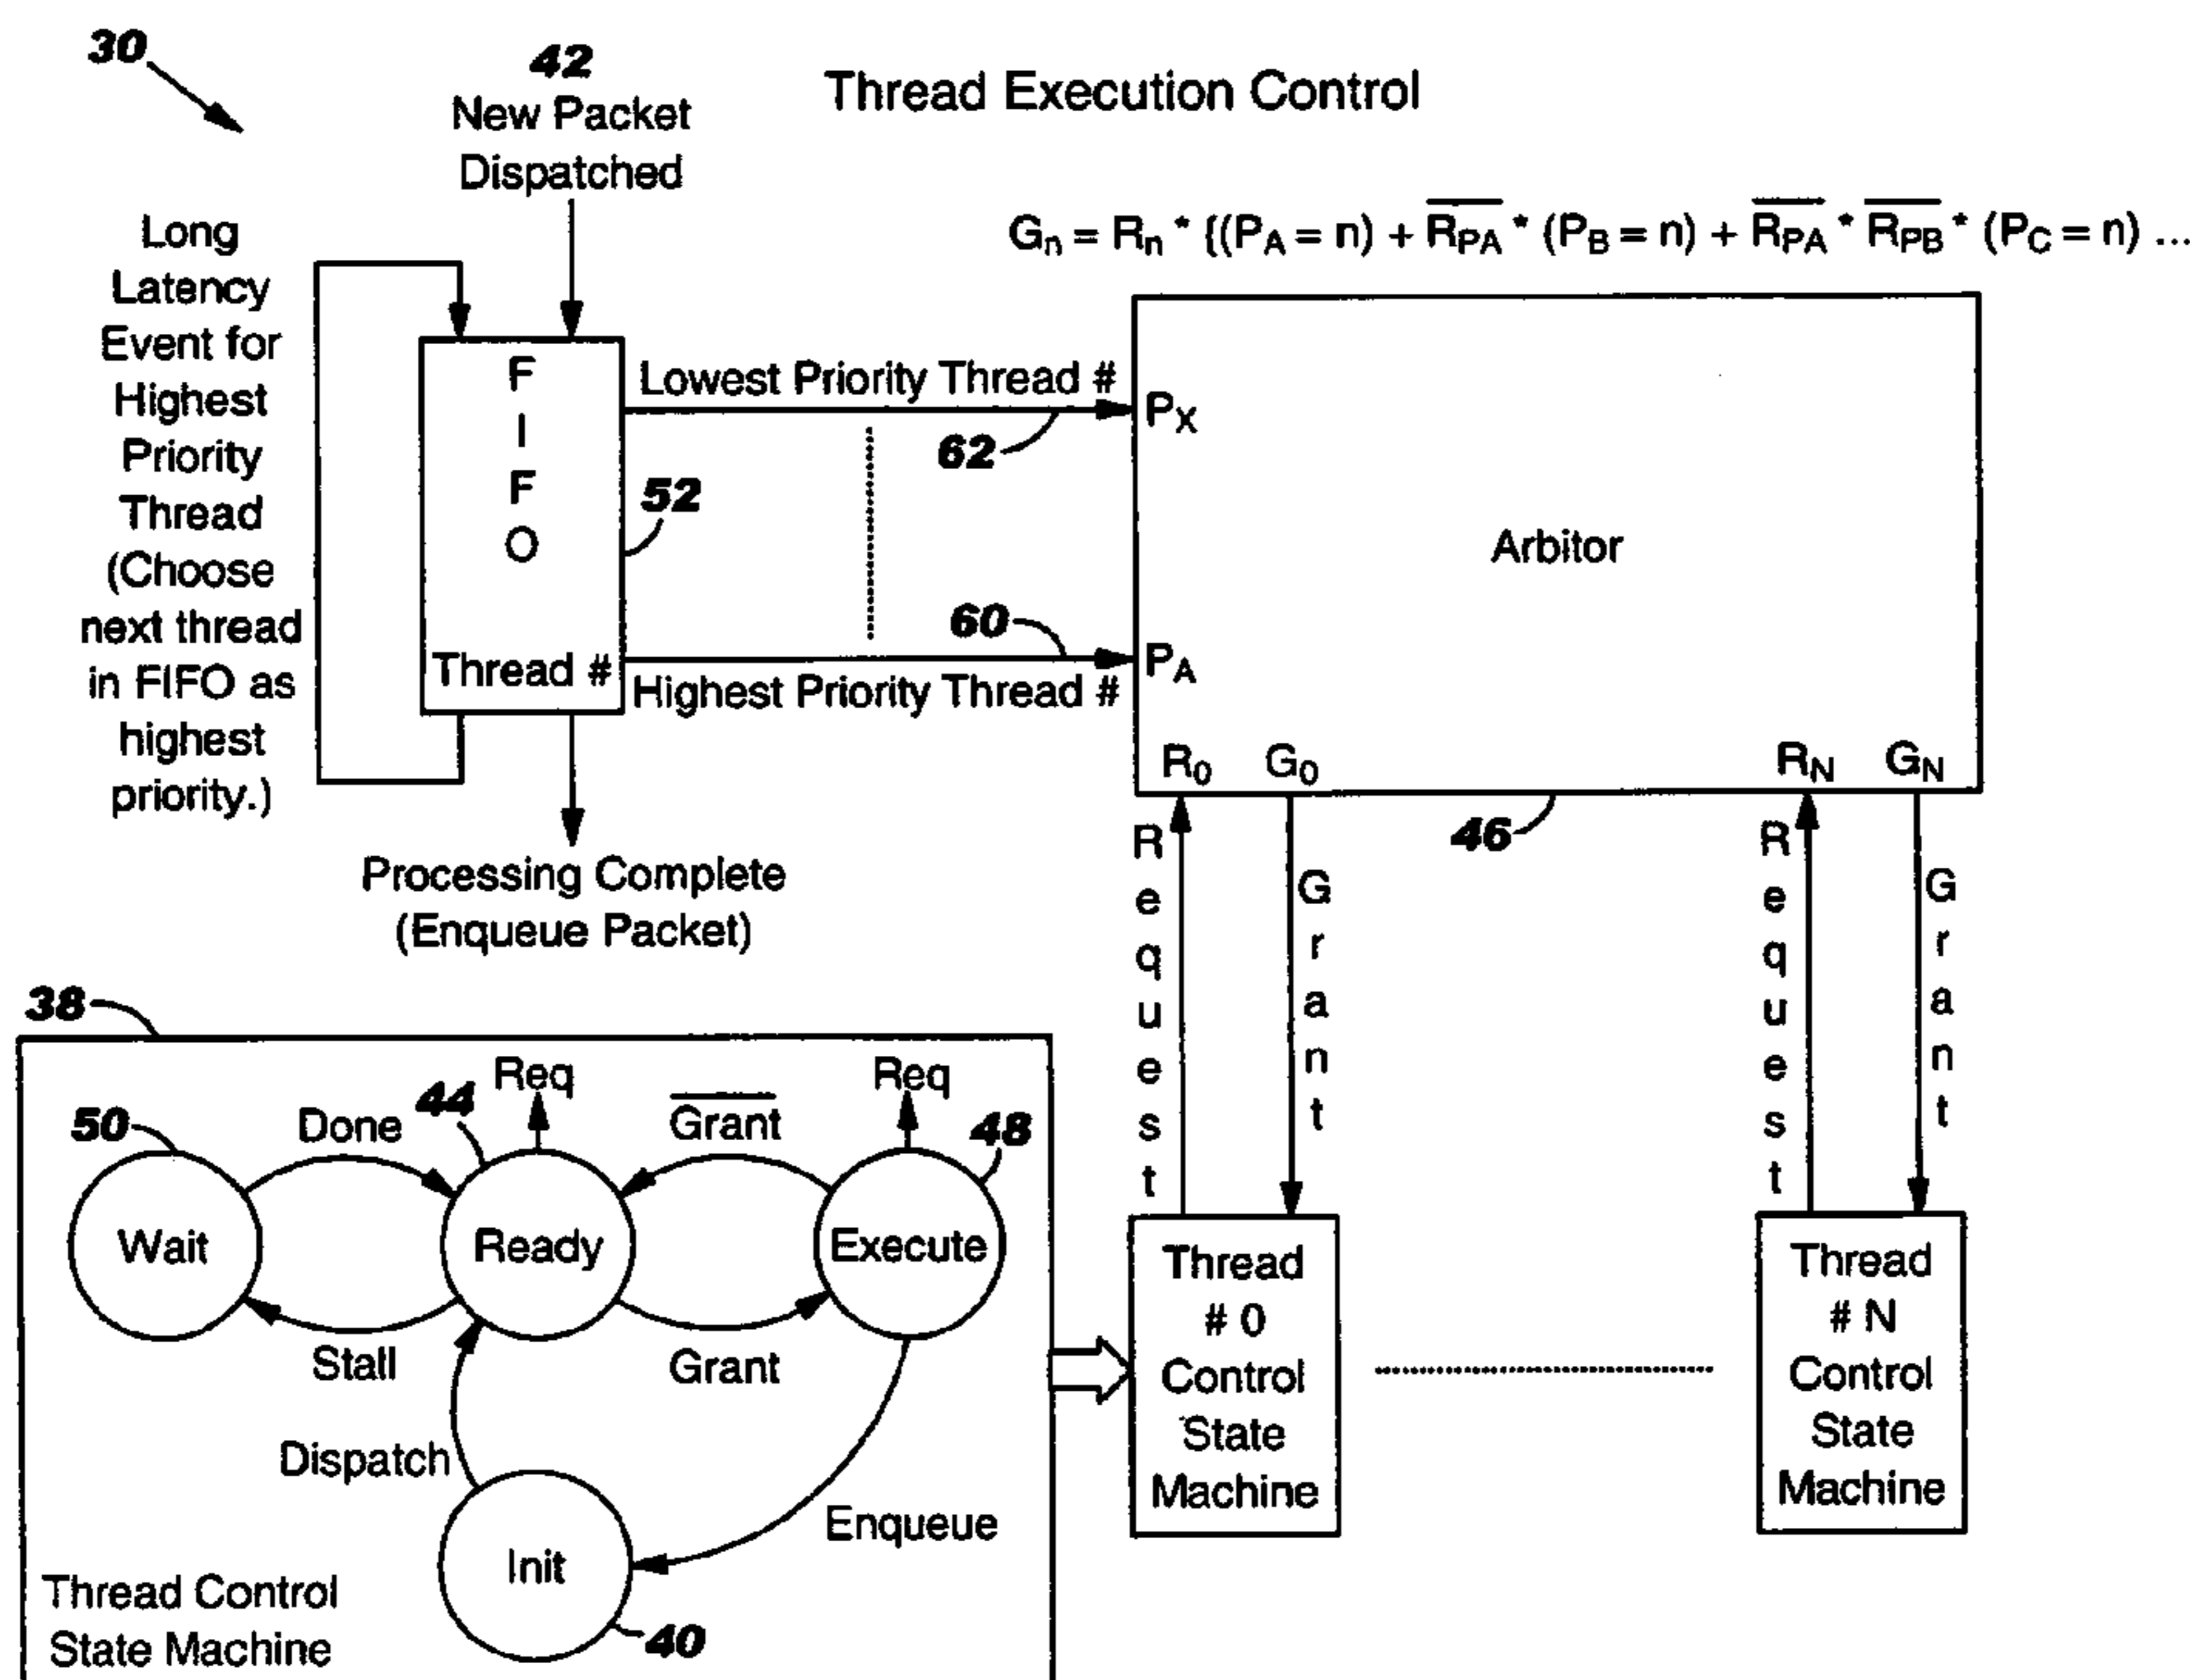 30
42
New Packet
Dispatched
Thread Execution Control
Gn = Rn * {(PA = n) + R̅P̅A̅ * (PB = n) + R̅P̅A̅ * R̅P̅B̅ * (PC = n) ...
Long
Latency
Event for
Highest
Priority
Thread
(Choose
next thread
in FIFO as
highest
priority.)
F
I
F
O
Thread #
52
Lowest Priority Thread #
62
60
Highest Priority Thread #
PX
PA
Arbitor
R0
G0
RN
GN
46
Processing Complete
(Enqueue Packet)
Request
Grant
Request
Grant
38
50
Done
44
Req
G̅r̅a̅n̅t̅
Req
48
Wait
Ready
Execute
Stall
Grant
Dispatch
Enqueue
Init
40
Thread Control
State Machine
Thread
# 0
Control
State
Machine
Thread
# N
Control
State
Machine